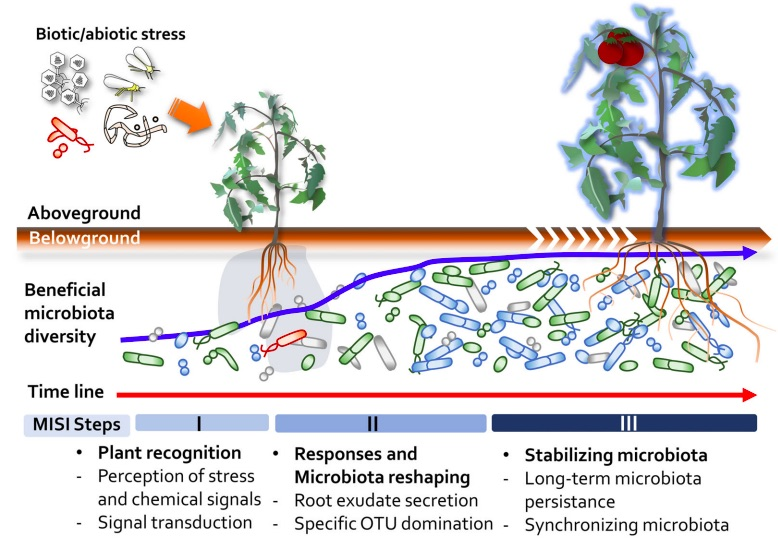 Biotic/abiotic stress
Aboveground
Belowground
Beneficial
microbiota
diversity
Time line
MISI Steps
I
II
III
• Plant recognition
- Perception of stress
and chemical signals
- Signal transduction
• Responses and
Microbiota reshaping
- Root exudate secretion
- Specific OTU domination
• Stabilizing microbiota
- Long-term microbiota
persistance
- Synchronizing microbiota